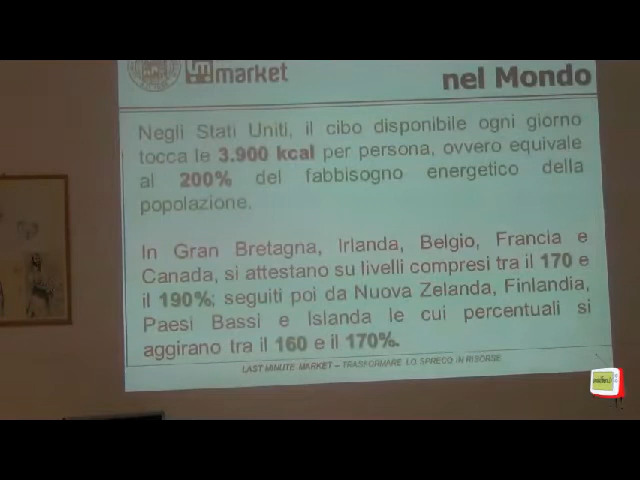 market
nel Mondo
Negli Stati Uniti, il cibo disponibile ogni giorno
tocca le 3.900 kcal per persona, ovvero equivale
al 200% del fabbisogno energetico della
popolazione.
In Gran Bretagna, Irlanda, Belgio, Francia e
Canada, si attestano su livelli compresi tra il 170 e
il 190%; seguiti poi da Nuova Zelanda, Finlandia,
Paesi Bassi e Islanda le cui percentuali si
aggirano tra il 160 e il 170%.
LAST MINUTE MARKET – TRASFORMARE LO SPRECO IN RISORSE